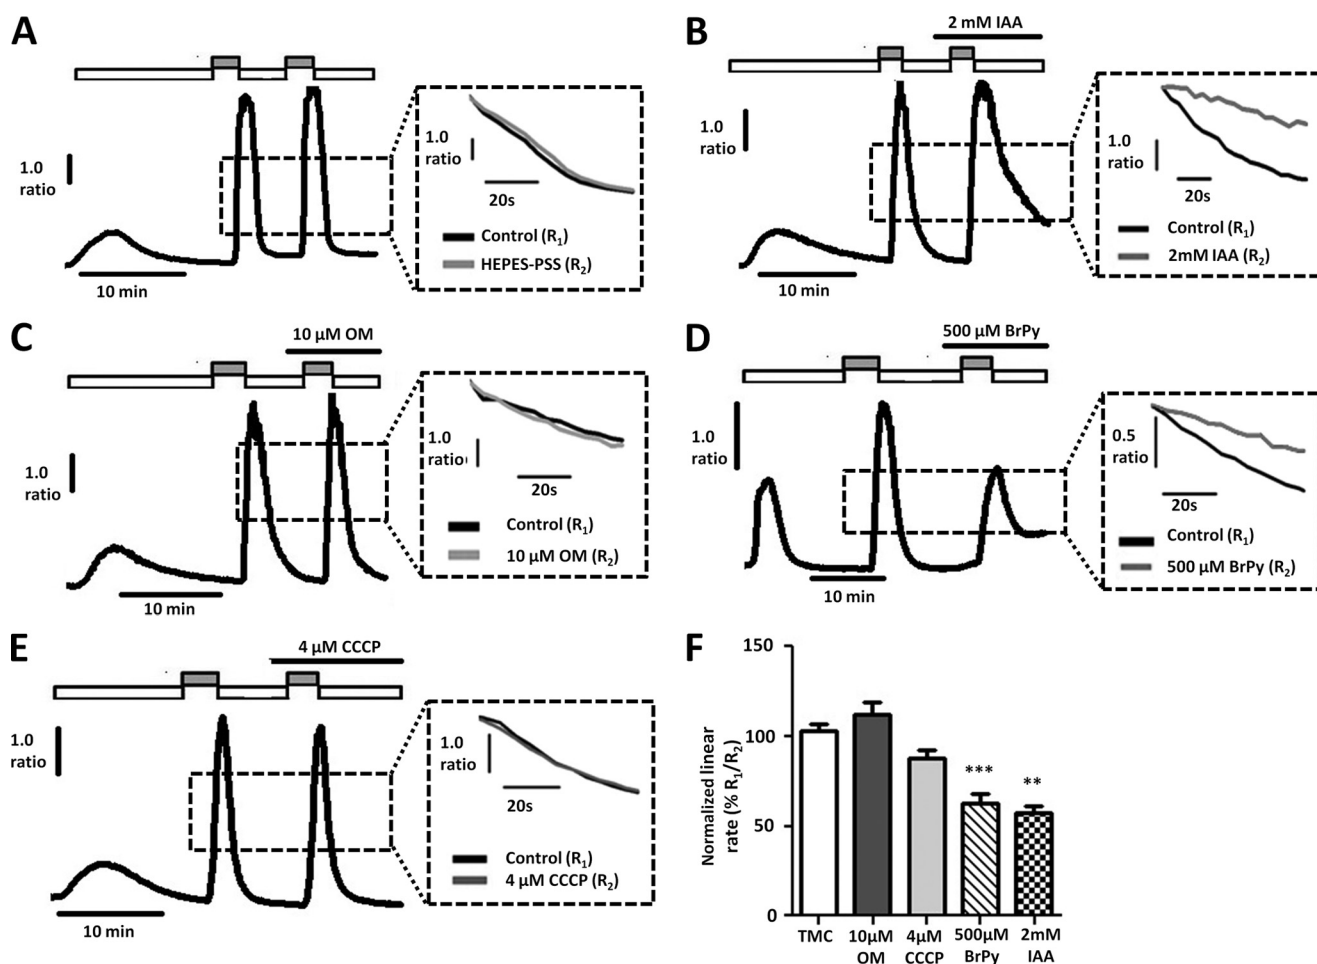 A
1.0
ratio
10 min
1.0
ratio
20s
Control (R1)
HEPES-PSS (R2)
B
2 mM IAA
1.0
ratio
10 min
1.0
ratio
20s
Control (R1)
2mM IAA (R2)
C
10 μM OM
1.0
ratio
10 min
1.0
ratio
20s
Control (R1)
10 μM OM (R2)
D
500 μM BrPy
1.0
ratio
10 min
0.5
ratio
20s
Control (R1)
500 μM BrPy (R2)
E
4 μM CCCP
1.0
ratio
10 min
1.0
ratio
20s
Control (R1)
4 μM CCCP (R2)
F
Normalized linear
rate (% R1/R2)
150
100
50
0
***
**
TMC
10μM
OM
4μM
CCCP
500μM
BrPy
2mM
IAA